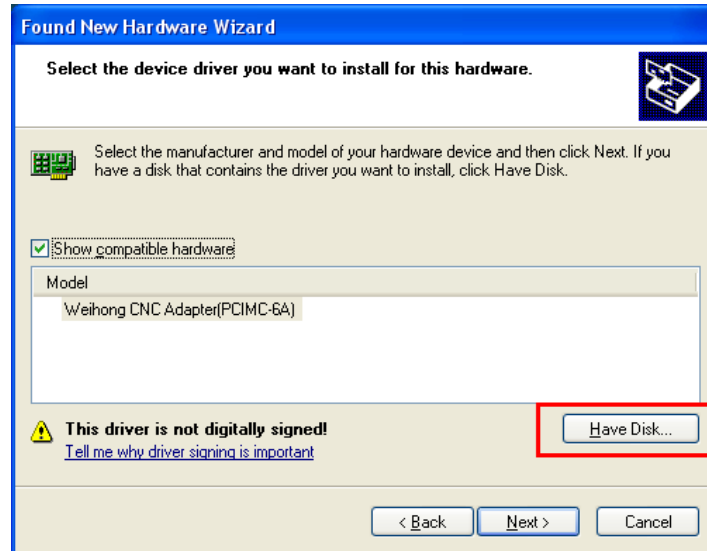 Found New Hardware Wizard
Select the device driver you want to install for this hardware.
Select the manufacturer and model of your hardware device and then click Next. If you
have a disk that contains the driver you want to install, click Have Disk.
Show compatible hardware
Model
Weihong CNC Adapter(PCIMC-6A)
This driver is not digitally signed!
Have Disk...
Tell me why driver signing is important
< Back
Next >
Cancel